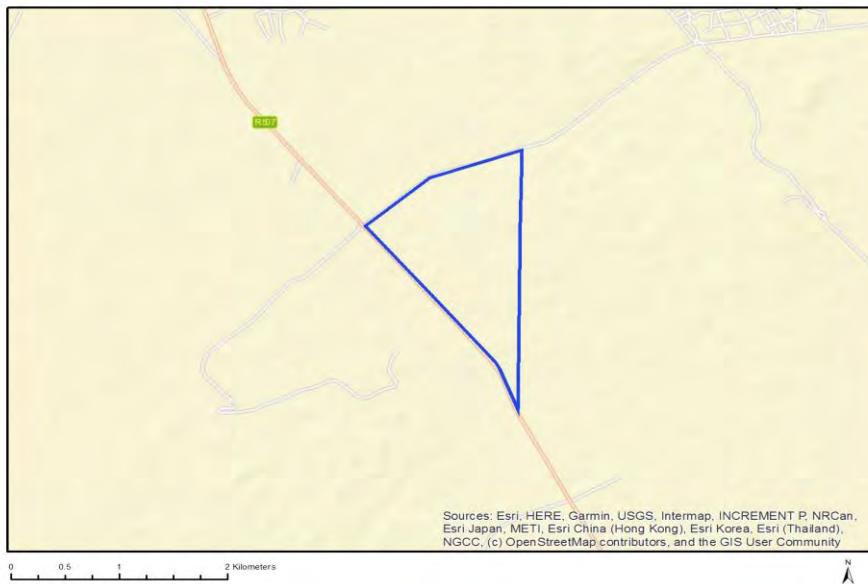 R507
Sources: Esri, HERE, Garmin, USGS, Intermap, INCREMENT P, NRCan,
Esri Japan, METI, Esri China (Hong Kong), Esri Korea, Esri (Thailand),
NGCC, (c) OpenStreetMap contributors, and the GIS User Community
0 0.5 1 2 Kilometers
N